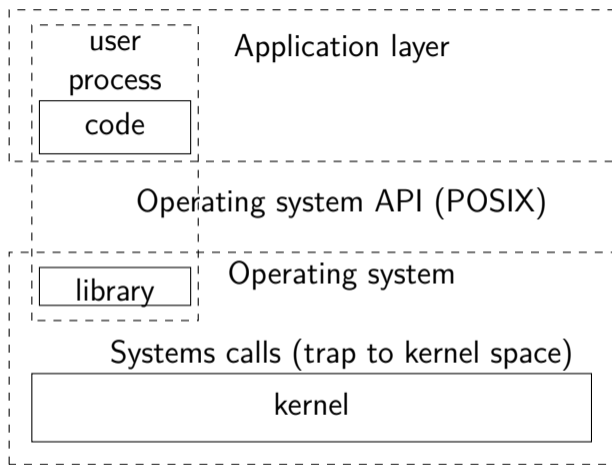 user
process
Application layer
code
Operating system API (POSIX)
Operating system
library
Systems calls (trap to kernel space)
kernel